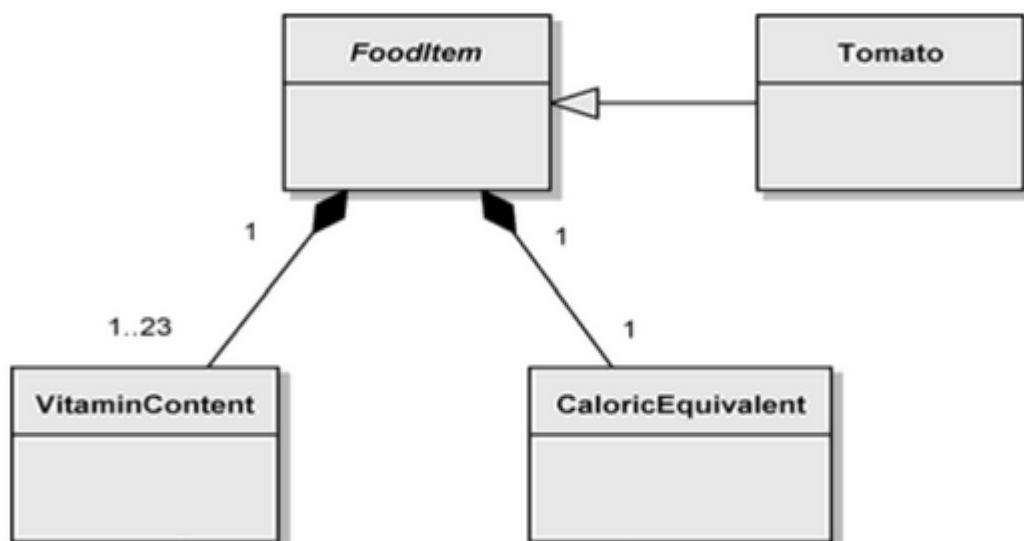 FoodItem
Tomato
1
1
1..23
1
VitaminContent
CaloricEquivalent